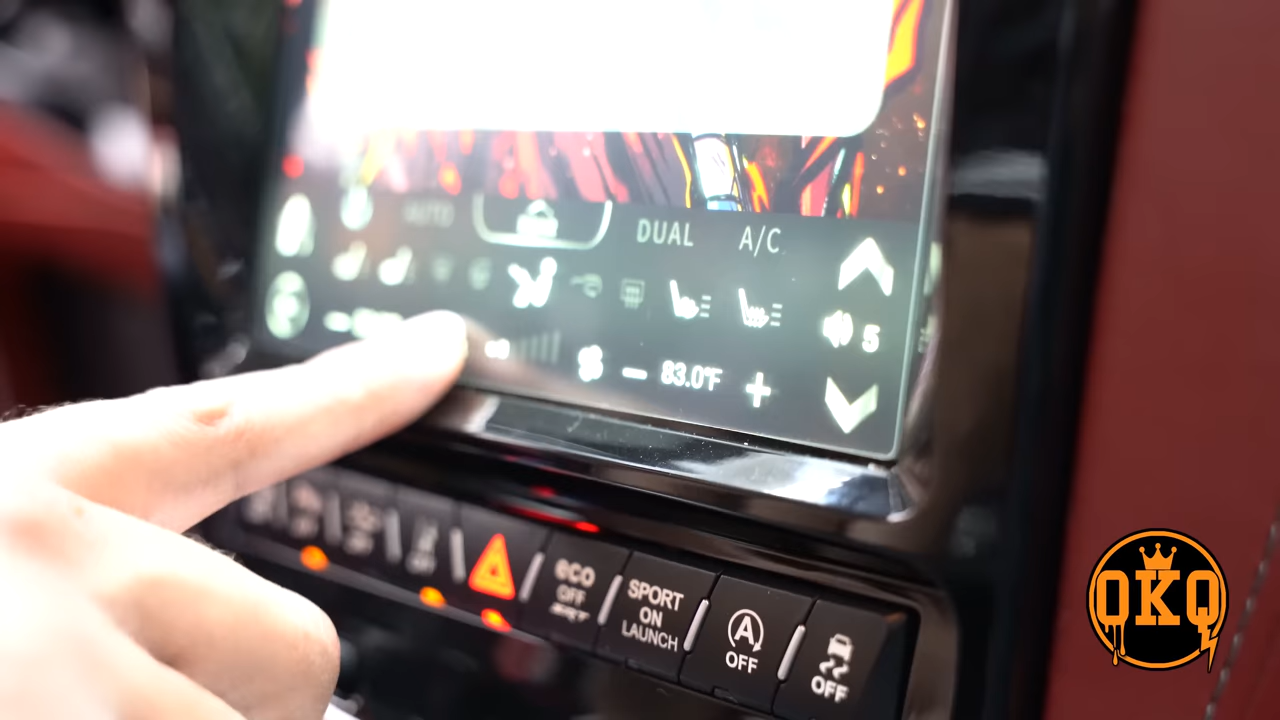 AUTO
DUAL
A/C
5
83.0°F
eco
OFF
SPORT
ON
LAUNCH
A
OFF
OFF
OKQ